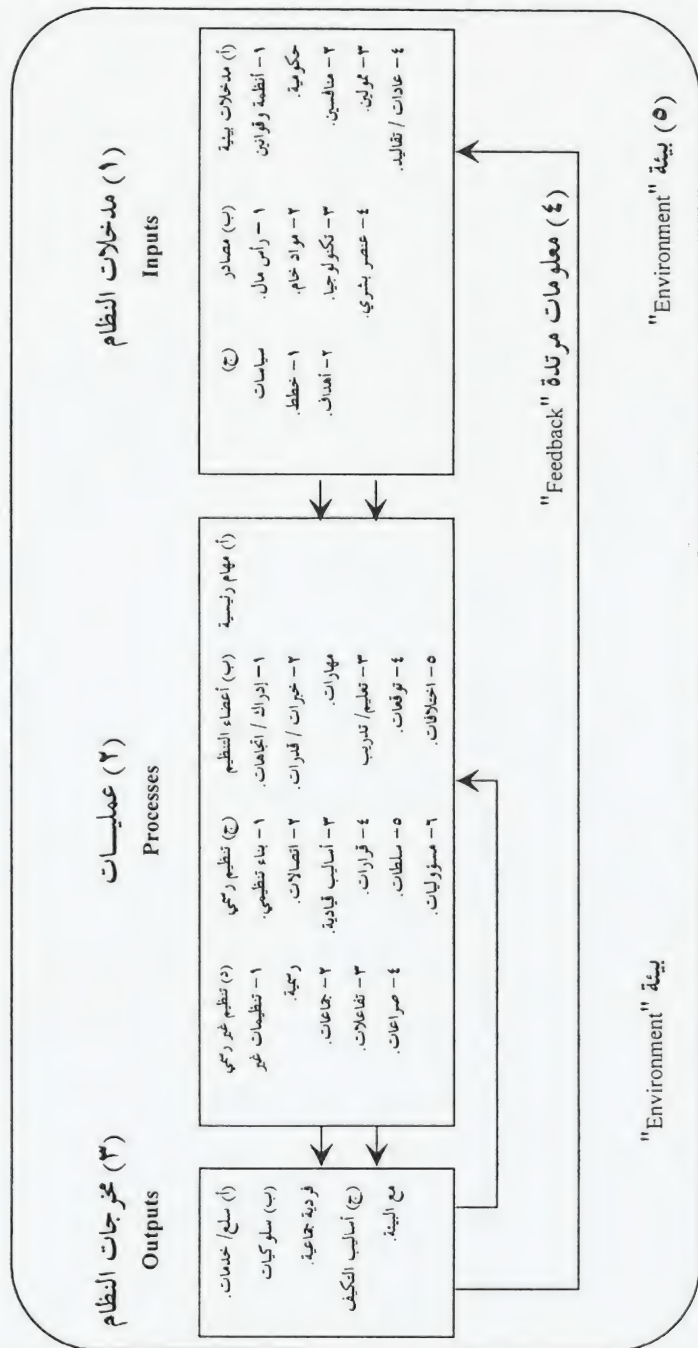 (١) مدخلات النظام
Inputs
(أ) مدخلات بيئية
١- أنظمة وقوانين
حكومية.
٢- منافسين.
٣- ممولين.
٤- عادات / تقاليد.
(ب) مصادر
١- رأس مال.
٢- مواد خام.
٣- تكنولوجيا.
٤- عنصر بشري.
(ج)
سياسات
١- خطط.
٢- أهداف.
(٢) عمليــات
Processes
(أ) مهام رئيسية
(ب) أعضاء التنظيم
١- إدراك / اتجاهات.
٢- خبرات / قدرات.
مهارات.
٣- تعليم/ تدريب
٤- توقعات.
٥- اختلافات.
(ج) تنظيم رسمي
١- بناء تنظيمي.
٢- اتصالات.
٣- أساليب قيادية.
٤- قرارات.
٥- سلطات.
٦- مسؤوليات.
(د) تنظيم غير رسمي
١- تنظيمات غير
رسمية.
٢- جماعات.
٣- تفاعلات.
٤- صراعات.
(٣) مخرجات النظام
Outputs
(أ) سلع/ خدمات.
(ب) سلوكيات
فردية جماعية.
(ج) أساليب التكيف
مع البيئة.
(٤) معلومات مرتدة "Feedback"
(٥) بيئة "Environment"
بيئة "Environment"